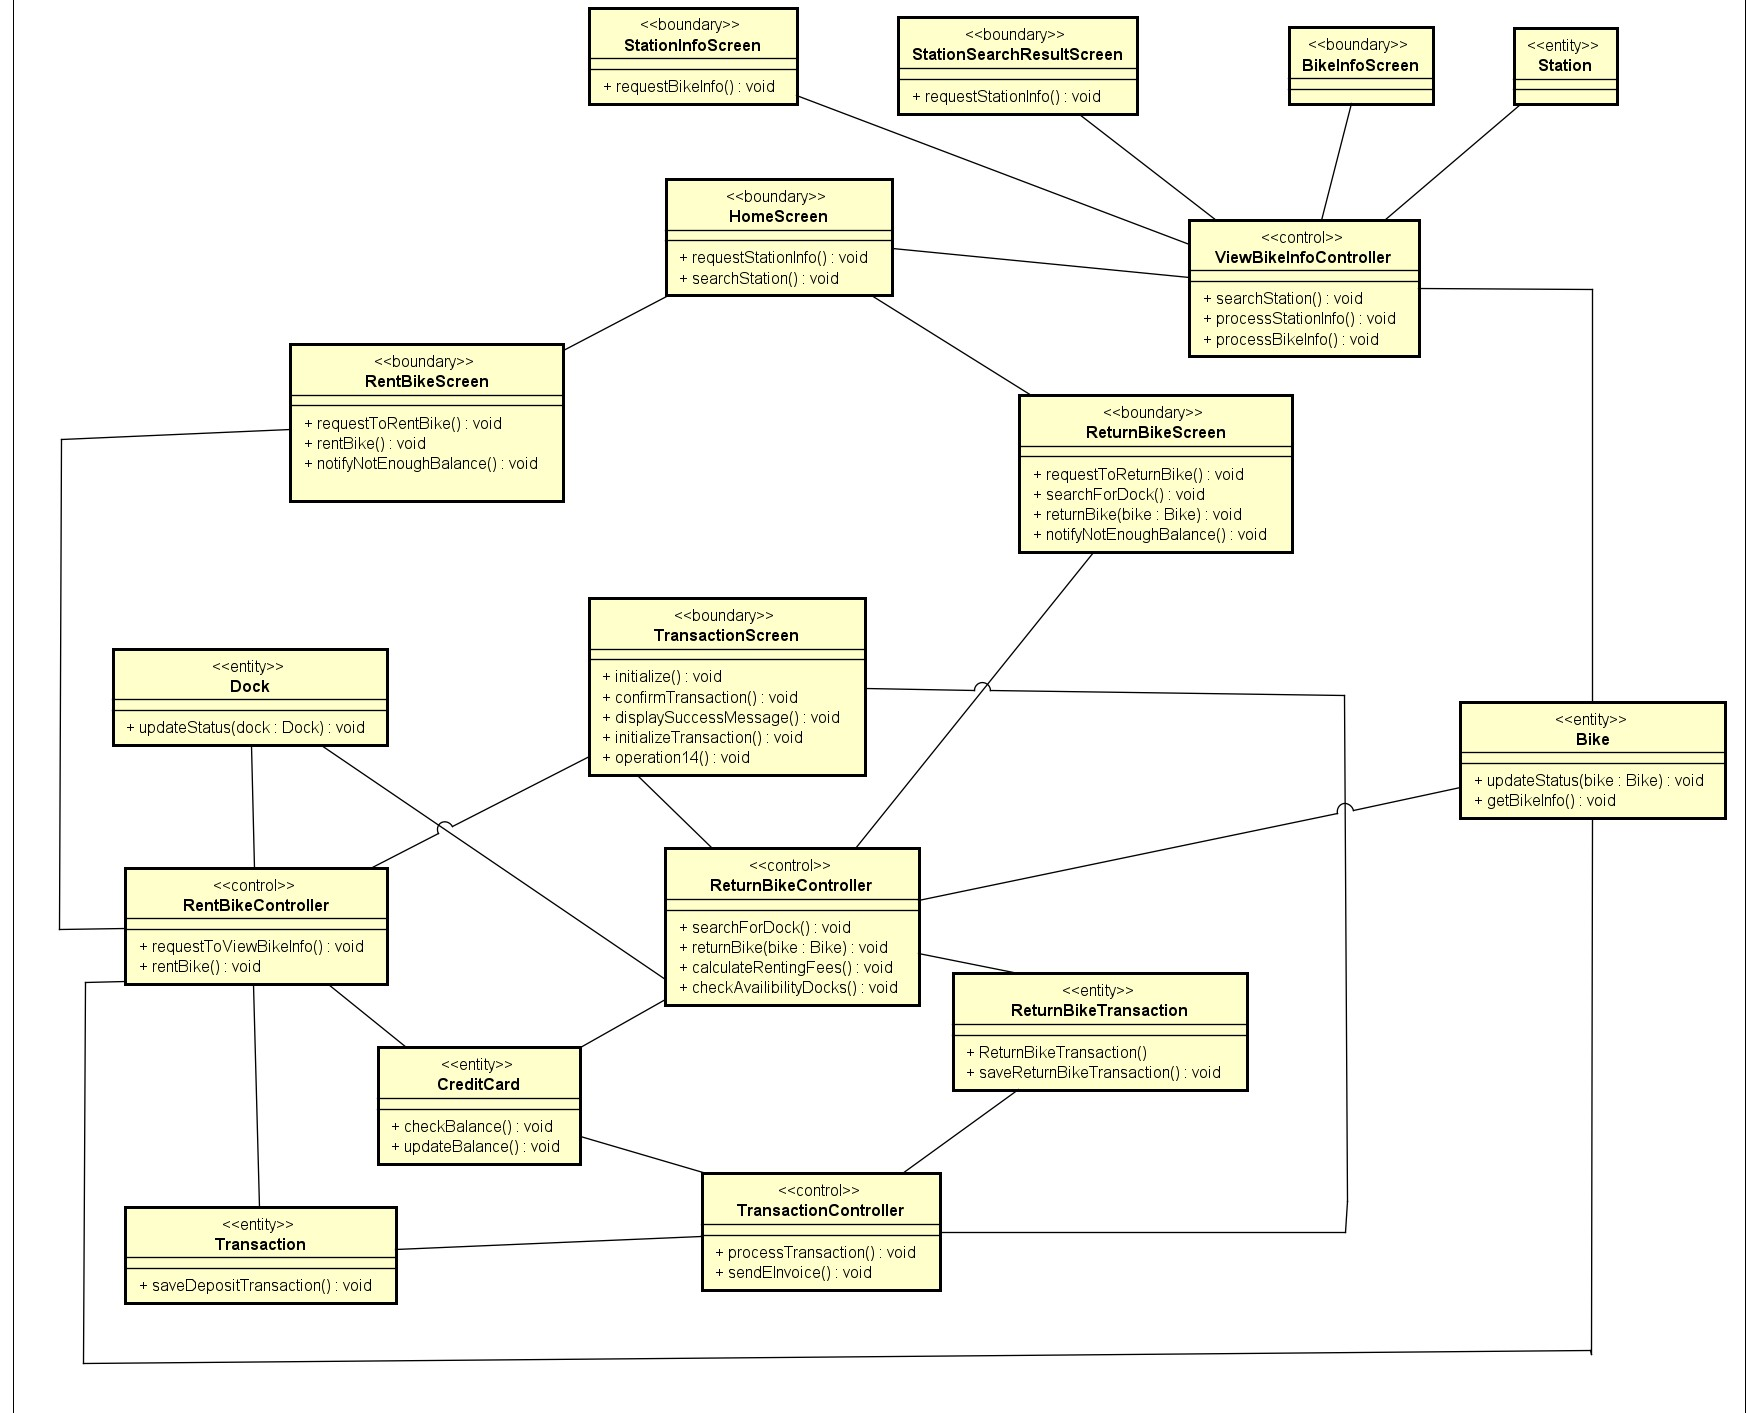 <<boundary>>
StationInfoScreen
+ requestBikeInfo() : void
<<boundary>>
StationSearchResultScreen
+ requestStationInfo() : void
<<boundary>>
BikeInfoScreen
<<entity>>
Station
<<boundary>>
HomeScreen
+ requestStationInfo() : void
+ searchStation() : void
<<control>>
ViewBikeInfoController
+ searchStation() : void
+ processStationInfo() : void
+ processBikeInfo() : void
<<boundary>>
RentBikeScreen
+ requestToRentBike() : void
+ rentBike() : void
+ notifyNotEnoughBalance() : void
<<boundary>>
ReturnBikeScreen
+ requestToReturnBike() : void
+ searchForDock() : void
+ returnBike(bike : Bike) : void
+ notifyNotEnoughBalance() : void
<<boundary>>
TransactionScreen
+ initialize() : void
+ confirmTransaction() : void
+ displaySuccessMessage() : void
+ initializeTransaction() : void
+ operation14() : void
<<entity>>
Dock
+ updateStatus(dock : Dock) : void
<<entity>>
Bike
+ updateStatus(bike : Bike) : void
+ getBikeInfo() : void
<<control>>
RentBikeController
+ requestToViewBikeInfo() : void
+ rentBike() : void
<<control>>
ReturnBikeController
+ searchForDock() : void
+ returnBike(bike : Bike) : void
+ calculateRentingFees() : void
+ checkAvailibilityDocks() : void
<<entity>>
ReturnBikeTransaction
+ ReturnBikeTransaction()
+ saveReturnBikeTransaction() : void
<<entity>>
CreditCard
+ checkBalance() : void
+ updateBalance() : void
<<control>>
TransactionController
+ processTransaction() : void
+ sendEInvoice() : void
<<entity>>
Transaction
+ saveDepositTransaction() : void